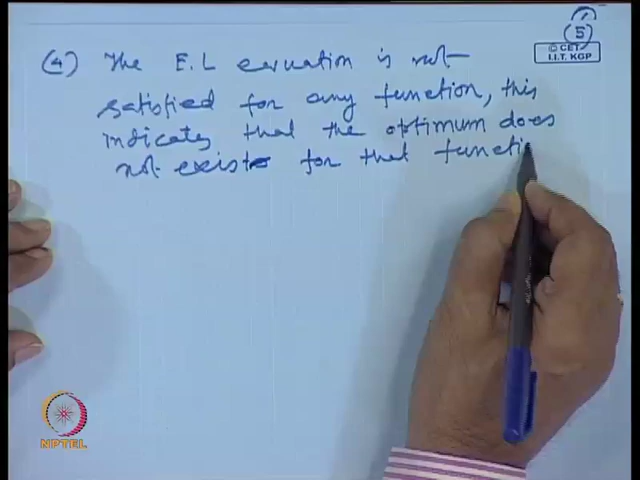 (5)
© CET
I.I.T. KGP
(4) The E.L equation is not
satisfied for any function, this
indicates that the optimum does
not exist for that functi
NPTEL